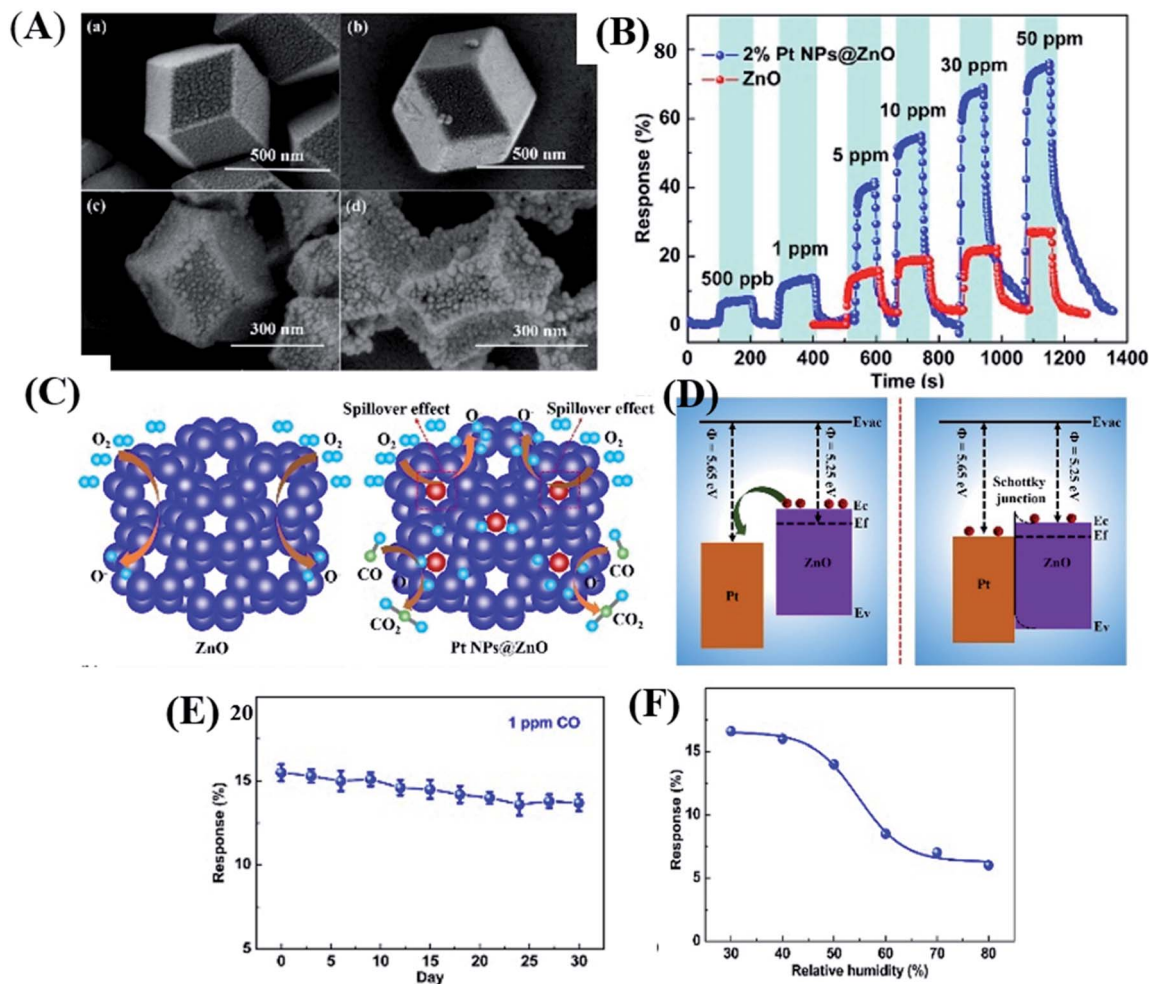 (A)
(a)
500 nm
(b)
500 nm
(c)
300 nm
(d)
300 nm
(B)
80
60
40
20
0
Response (%)
2% Pt NPs@ZnO
ZnO
500 ppb
1 ppm
5 ppm
10 ppm
30 ppm
50 ppm
0 200 400 600 800 1000 1200 1400
Time (s)
(C)
Spillover effect
O⁻
O⁻
Spillover effect
O₂
O₂
O₂
O₂
O⁻
O⁻
CO
O⁻
O⁻
CO
CO₂
CO₂
ZnO
Pt NPs@ZnO
(D)
Evac
Φ = 5.65 eV
Φ = 5.25 eV
Ec
Ef
ZnO
Pt
Ev
Evac
Φ = 5.65 eV
Φ = 5.25 eV
Schottky
junction
Ec
Ef
Pt
ZnO
Ev
(E)
20
15
10
5
Response (%)
1 ppm CO
0 5 10 15 20 25 30
Day
(F)
20
15
10
5
0
Response (%)
30 40 50 60 70 80
Relative humidity (%)